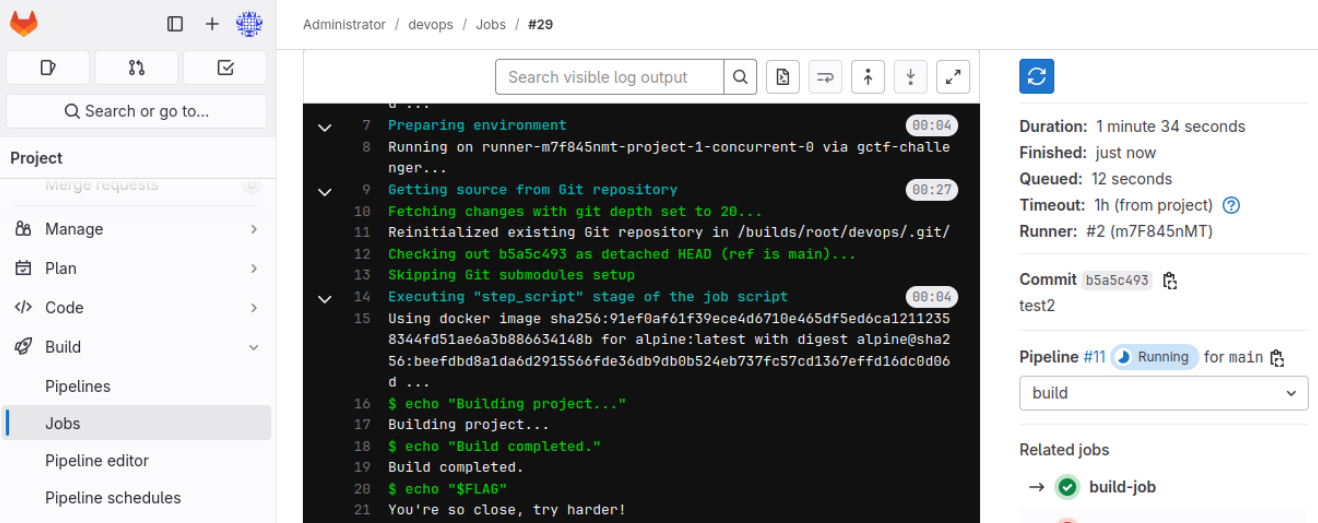 Administrator / devops / Jobs / #29
Search or go to...
Project
Merge requests 0
Manage
Plan
Code
Build
Pipelines
Jobs
Pipeline editor
Pipeline schedules
Search visible log output
d ...
7 Preparing environment 00:04
8 Running on runner-m7f845nmt-project-1-concurrent-0 via gctf-challe
nger...
9 Getting source from Git repository 00:27
10 Fetching changes with git depth set to 20...
11 Reinitialized existing Git repository in /builds/root/devops/.git/
12 Checking out b5a5c493 as detached HEAD (ref is main)...
13 Skipping Git submodules setup
14 Executing "step_script" stage of the job script 00:04
15 Using docker image sha256:91ef0af61f39ece4d6710e465df5ed6ca1211235
8344fd51ae6a3b886634148b for alpine:latest with digest alpine@sha2
56:beefdbd8a1da6d2915566fde36db9db0b524eb737fc57cd1367effd16dc0d06
d ...
16 $ echo "Building project..."
17 Building project...
18 $ echo "Build completed."
19 Build completed.
20 $ echo "$FLAG"
21 You're so close, try harder!
Duration: 1 minute 34 seconds
Finished: just now
Queued: 12 seconds
Timeout: 1h (from project) ?
Runner: #2 (m7F845nMT)
Commit b5a5c493
test2
Pipeline #11 Running for main
build
Related jobs
→ build-job